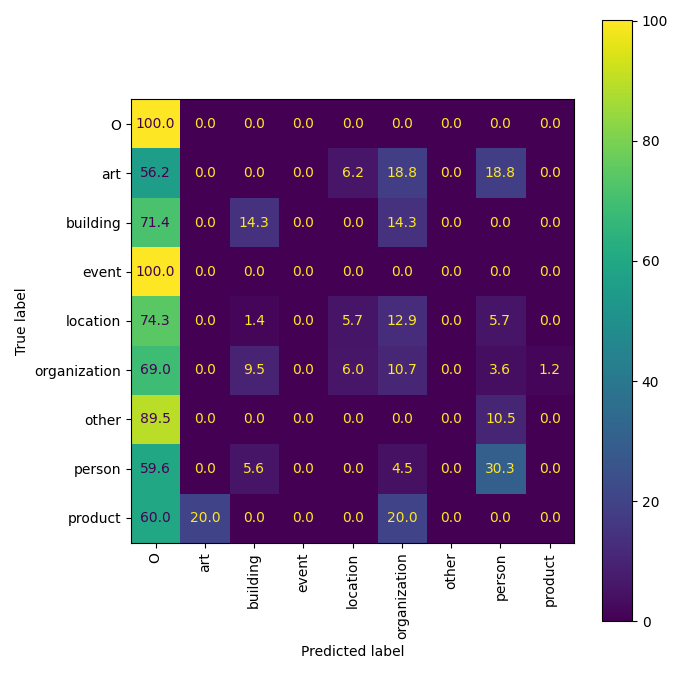 O 100.0 0.0 0.0 0.0 0.0 0.0 0.0 0.0 0.0
art 56.2 0.0 0.0 0.0 6.2 18.8 0.0 18.8 0.0
building 71.4 0.0 14.3 0.0 0.0 14.3 0.0 0.0 0.0
event 100.0 0.0 0.0 0.0 0.0 0.0 0.0 0.0 0.0
location 74.3 0.0 1.4 0.0 5.7 12.9 0.0 5.7 0.0
organization 69.0 0.0 9.5 0.0 6.0 10.7 0.0 3.6 1.2
other 89.5 0.0 0.0 0.0 0.0 0.0 0.0 10.5 0.0
person 59.6 0.0 5.6 0.0 0.0 4.5 0.0 30.3 0.0
product 60.0 20.0 0.0 0.0 0.0 20.0 0.0 0.0 0.0
O art building event location organization other person product
Predicted label
True label
100
80
60
40
20
0